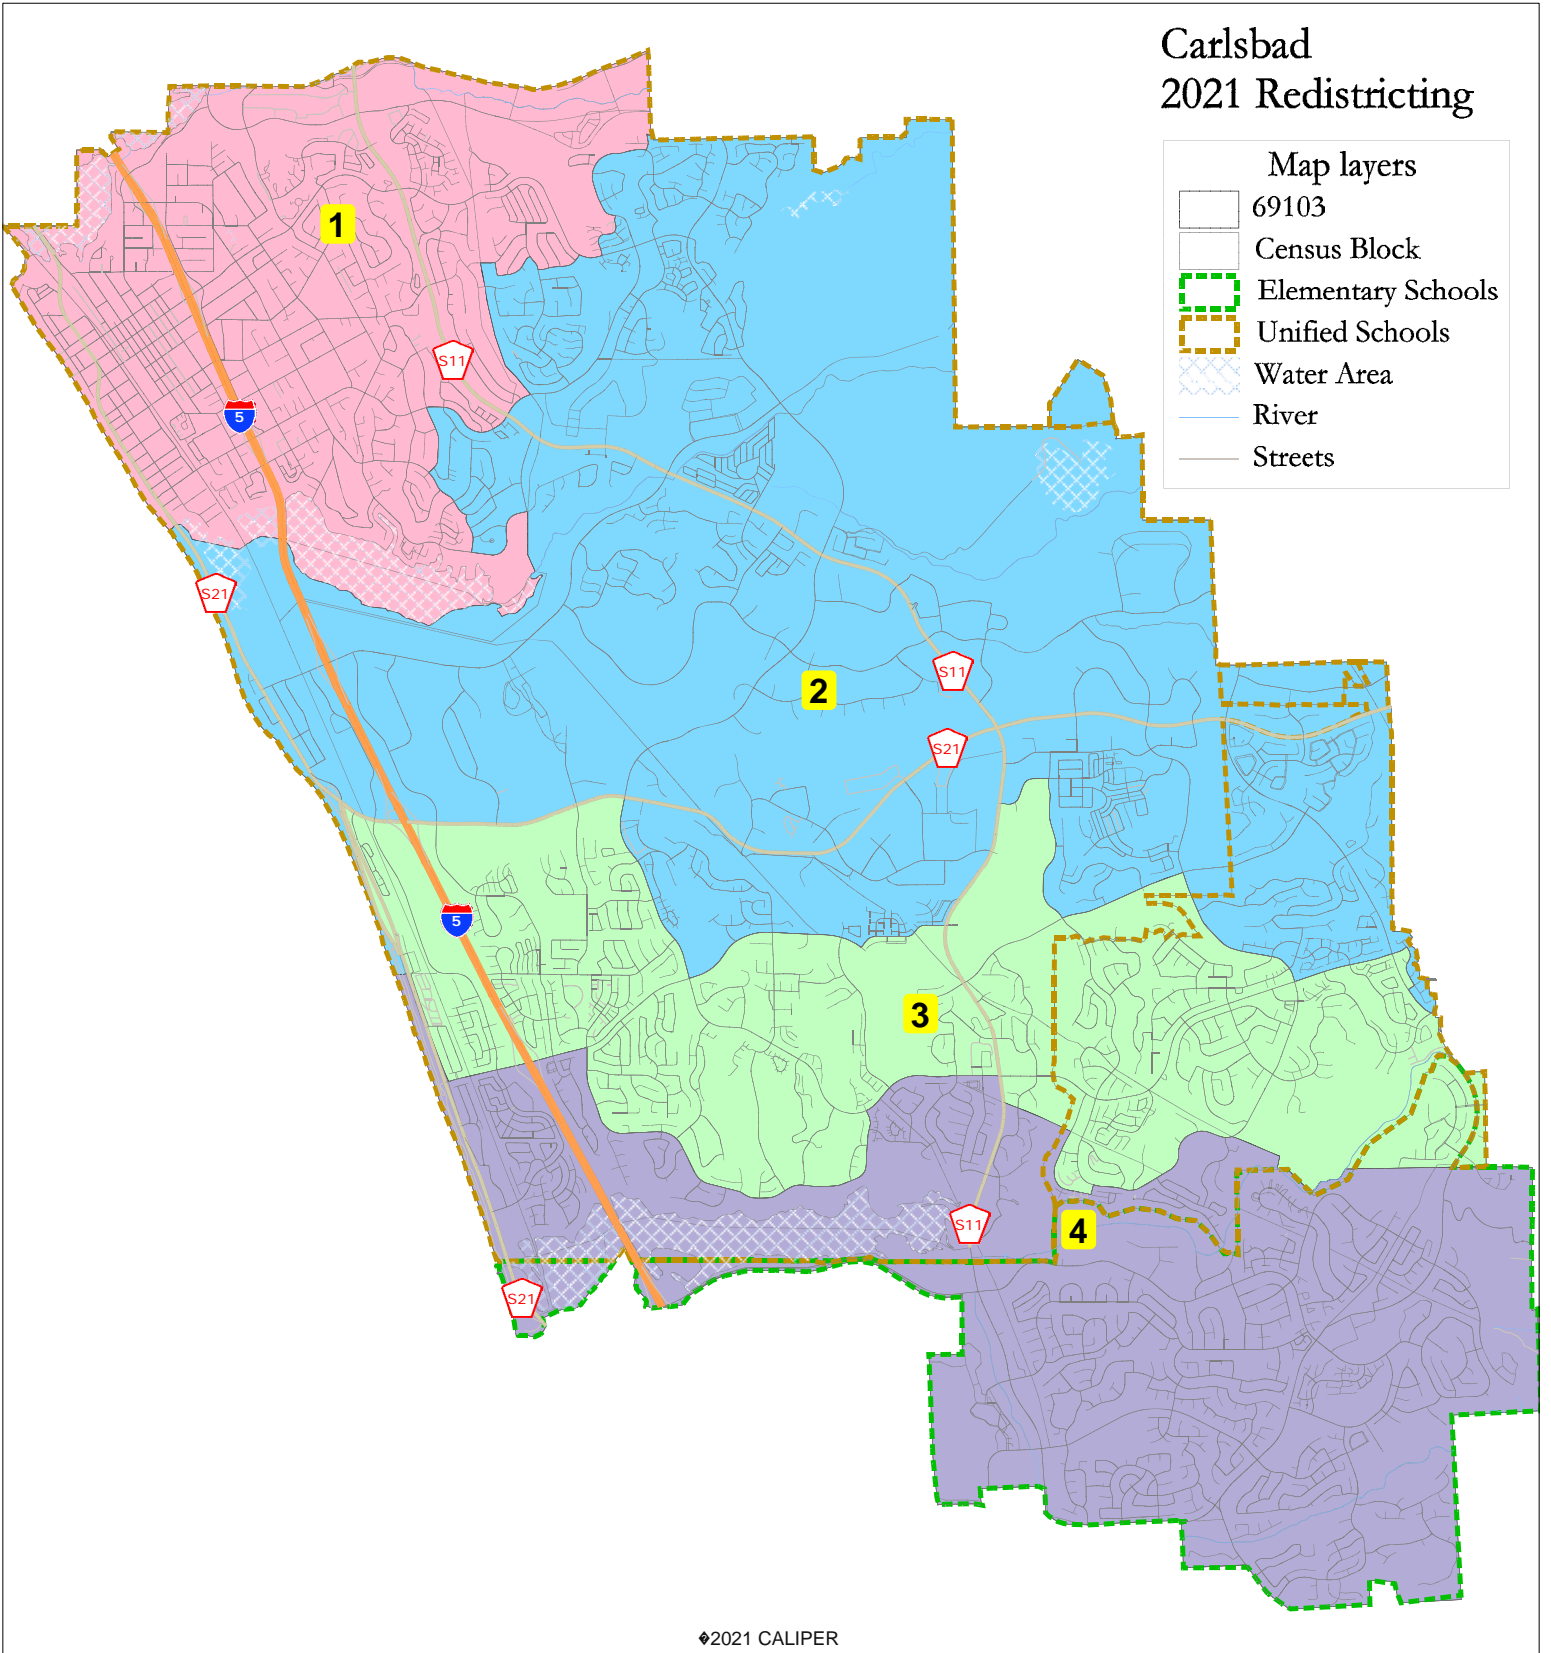 Carlsbad
2021 Redistricting
Map layers
69103
Census Block
Elementary Schools
Unified Schools
Water Area
River
Streets
1
S11
5
S21
2
S11
S21
5
3
S11
4
S21
�2021 CALIPER